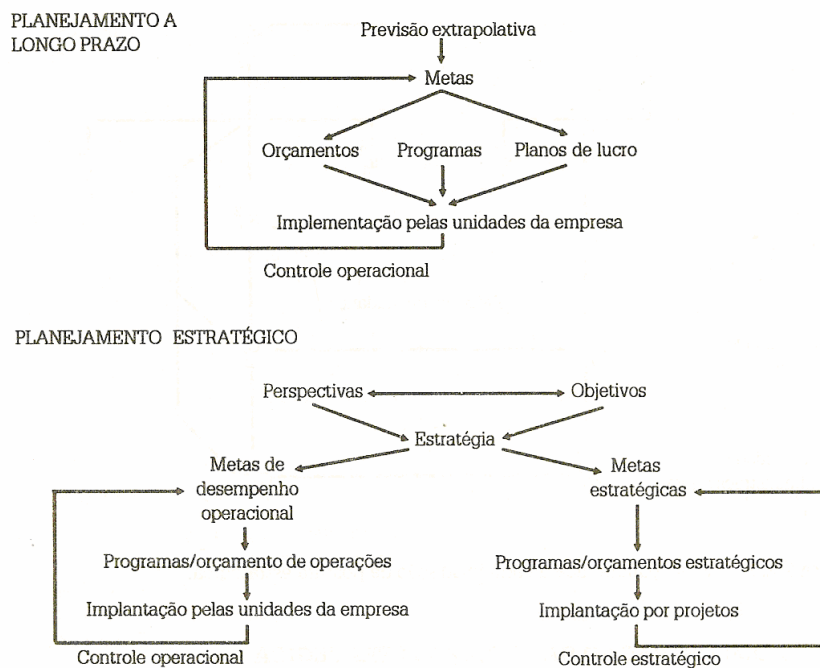 PLANEJAMENTO A
LONGO PRAZO
Previsão extrapolativa
Metas
Orçamentos Programas Planos de lucro
Implementação pelas unidades da empresa
Controle operacional
PLANEJAMENTO ESTRATÉGICO
Perspectivas Objetivos
Estratégia
Metas de
desempenho
operacional
Metas
estratégicas
Programas/orçamento de operações Programas/orçamentos estratégicos
Implantação pelas unidades da empresa Implantação por projetos
Controle operacional Controle estratégico